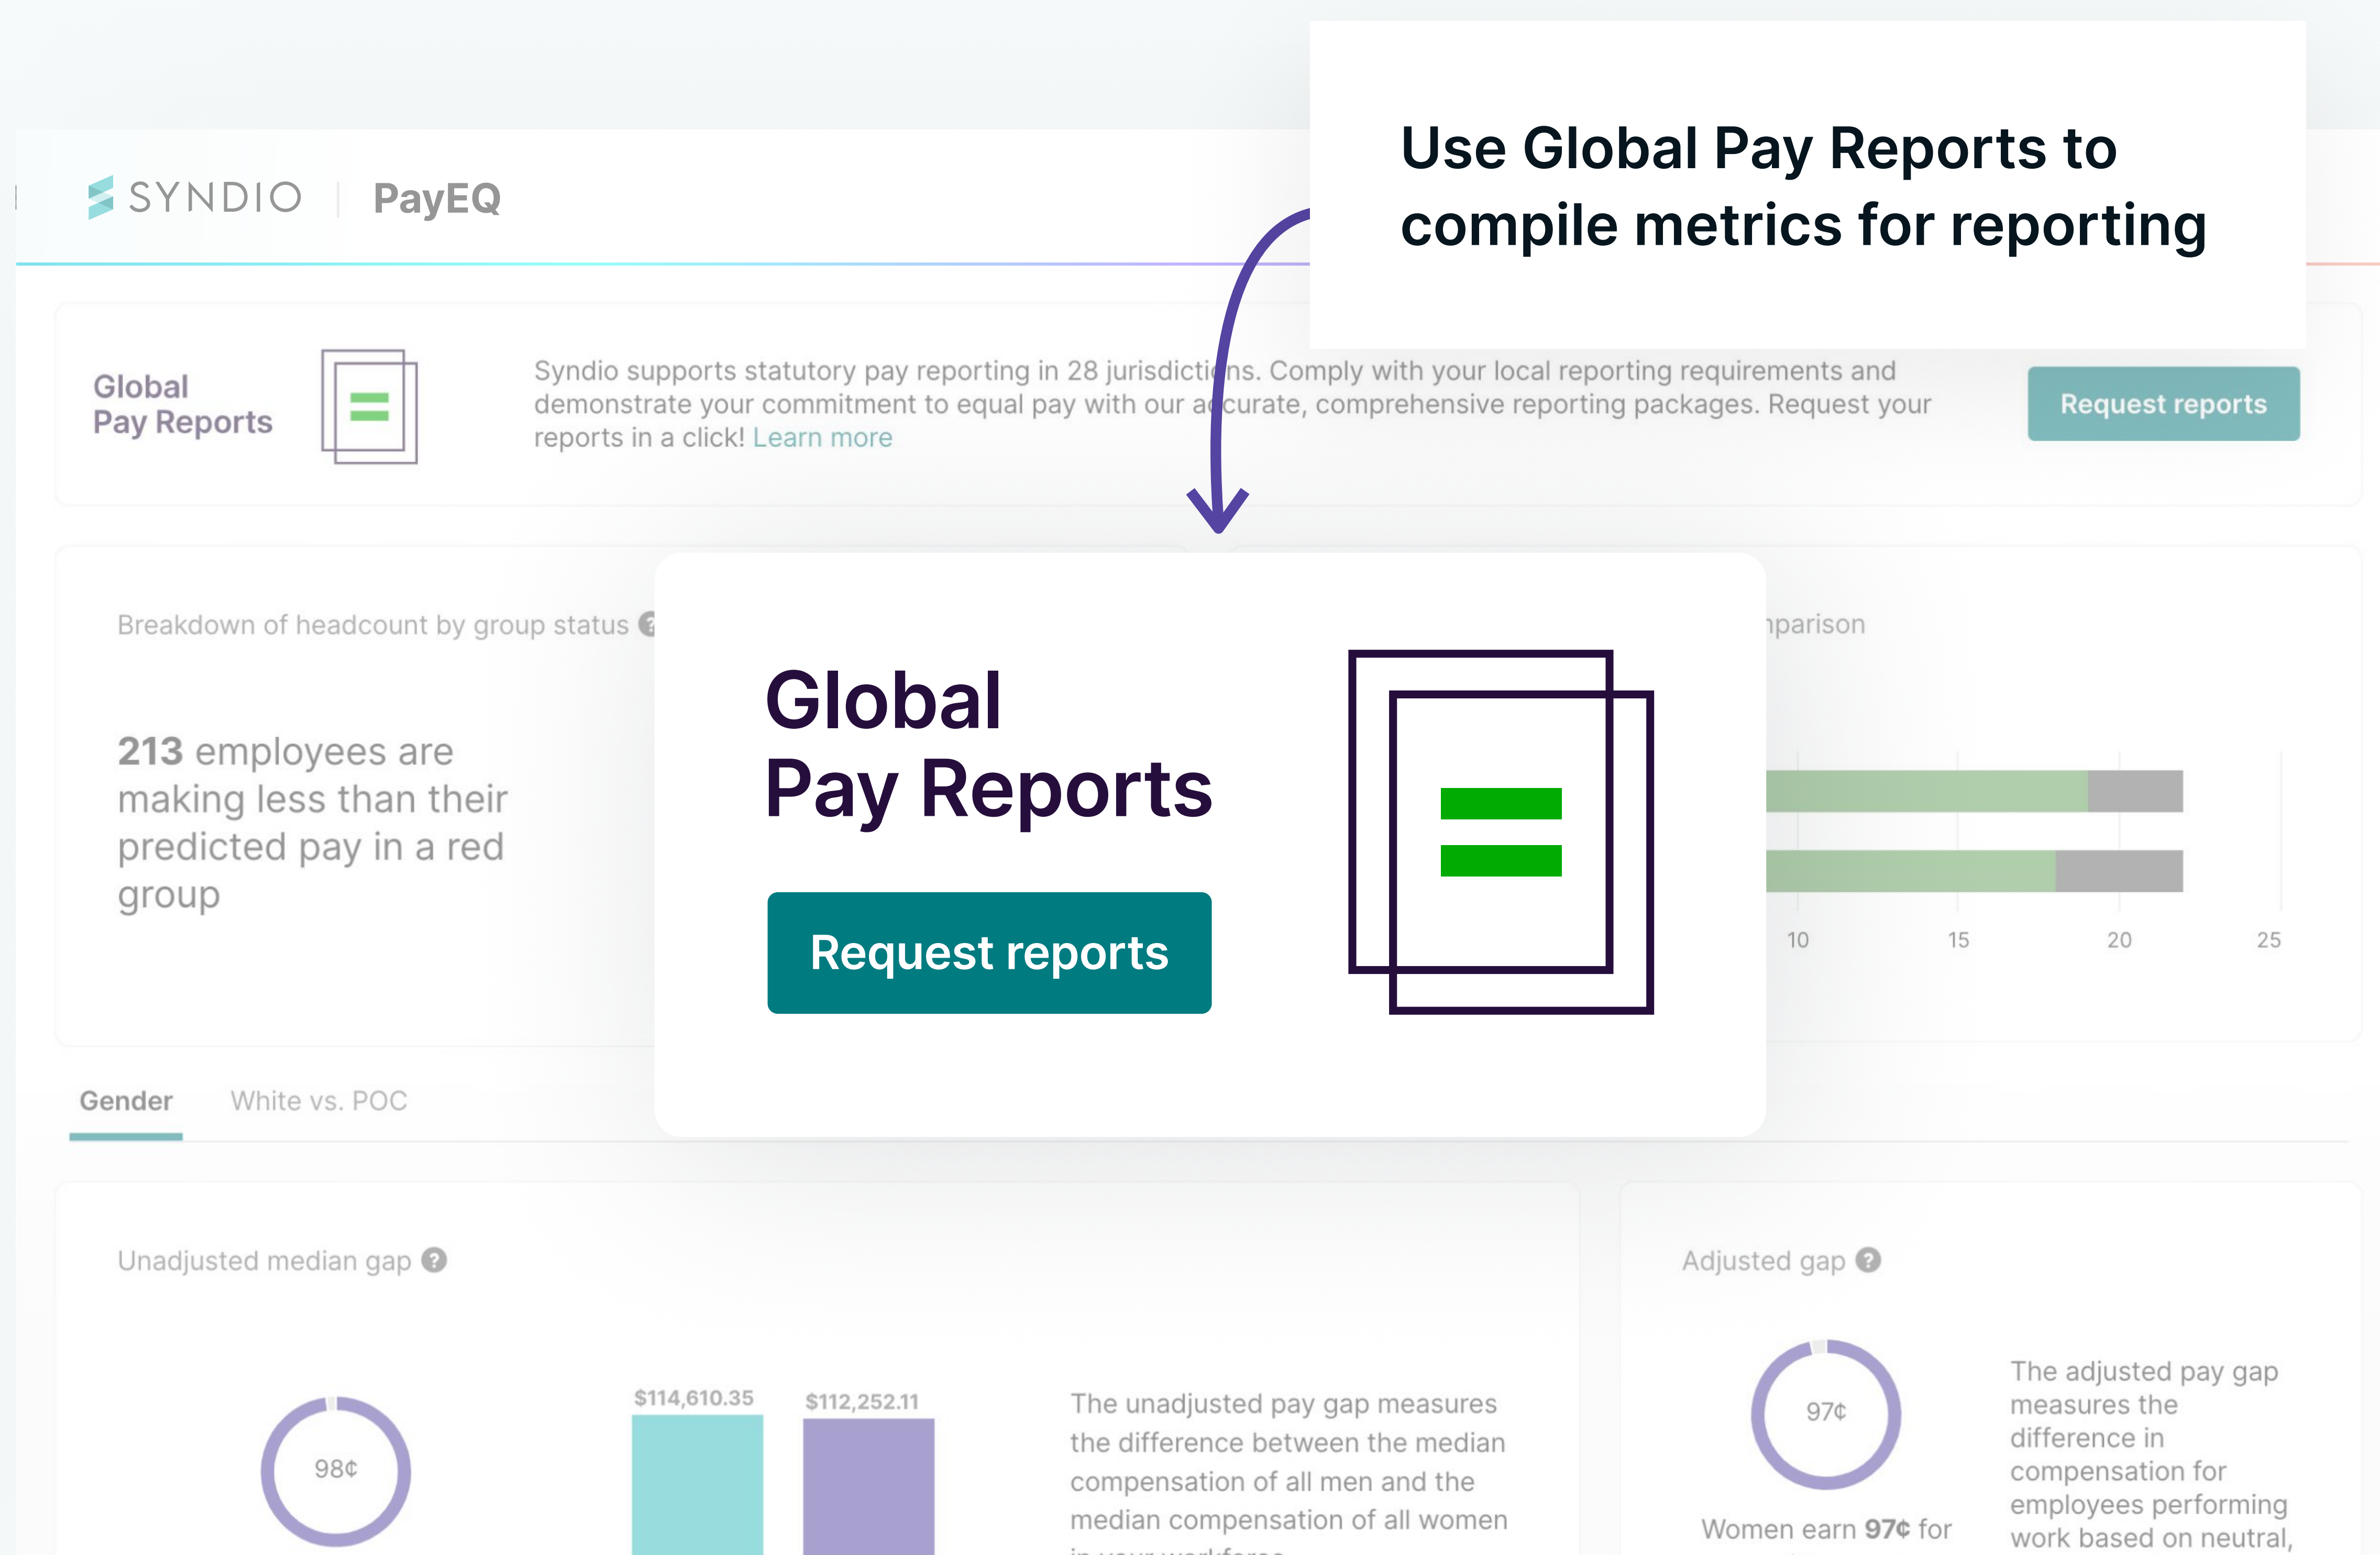 Use Global Pay Reports to
compile metrics for reporting
SYNDIO
PayEQ
Global
Pay Reports
Syndio supports statutory pay reporting in 28 jurisdictions. Comply with your local reporting requirements and
demonstrate your commitment to equal pay with our accurate, comprehensive reporting packages. Request your
reports in a click! Learn more
Request reports
Breakdown of headcount by group status ?
213 employees are
making less than their
predicted pay in a red
group
Global
Pay Reports
Request reports
10 15 20 25
Gender
White vs. POC
Unadjusted median gap ?
98¢
$114,610.35
$112,252.11
The unadjusted pay gap measures
the difference between the median
compensation of all men and the
median compensation of all women
Adjusted gap ?
97¢
Women earn 97¢ for
The adjusted pay gap
measures the
difference in
compensation for
employees performing
work based on neutral,